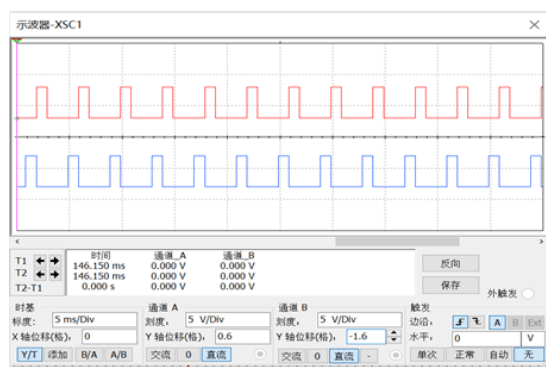 示波器-XSC1
T1
T2
T2-T1
时间 通道_A 通道_B
146.150 ms 0.000 V 0.000 V
146.150 ms 0.000 V 0.000 V
0.000 s 0.000 V 0.000 V
反向
保存
外触发
时基
标度: 5 ms/Div
X 轴位移(格): 0
Y/T 添加 B/A A/B
通道 A
刻度: 5 V/Div
Y 轴位移(格): 0.6
交流 0 直流
通道 B
刻度: 5 V/Div
Y 轴位移(格): -1.6
交流 0 直流 -
触发
边沿: A B Ext
水平: 0 V
单次 正常 自动 无